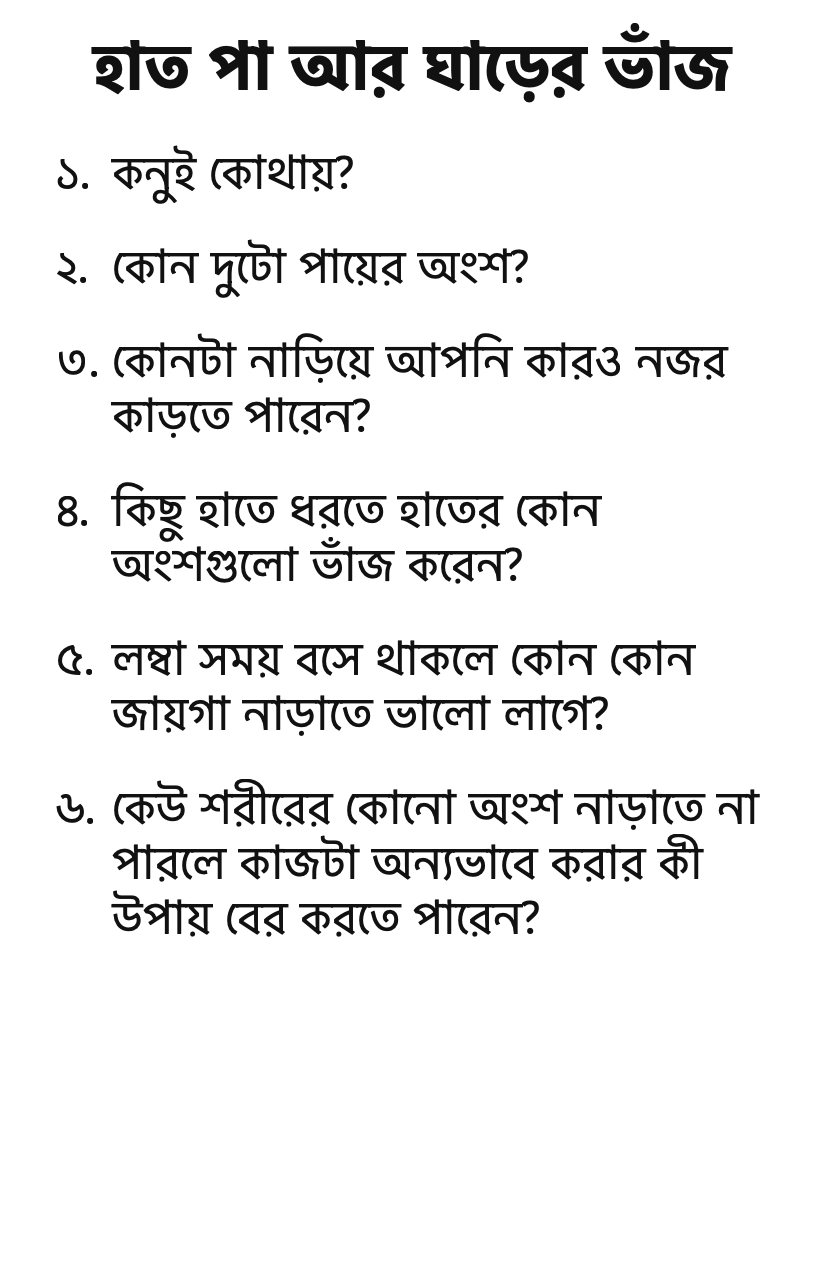 হাত পা আর ঘাড়ের ভাঁজ
১. কনুই কোথায়?
২. কোন দুটো পায়ের অংশ?
৩. কোনটা নাড়িয়ে আপনি কারও নজর
কাড়তে পারেন?
৪. কিছু হাতে ধরতে হাতের কোন
অংশগুলো ভাঁজ করেন?
৫. লম্বা সময় বসে থাকলে কোন কোন
জায়গা নাড়াতে ভালো লাগে?
৬. কেউ শরীরের কোনো অংশ নাড়াতে না
পারলে কাজটা অন্যভাবে করার কী
উপায় বের করতে পারেন?